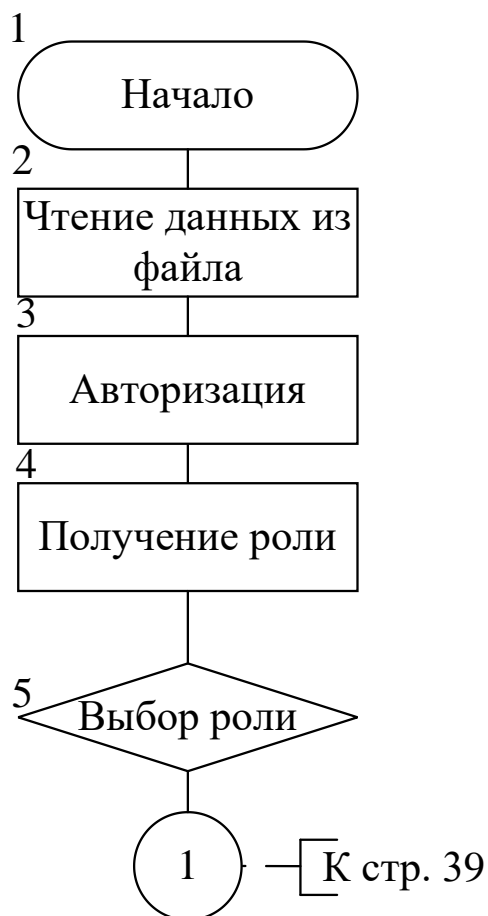 1
Начало
2
Чтение данных из
файла
3
Авторизация
4
Получение роли
5
Выбор роли
1
К стр. 39